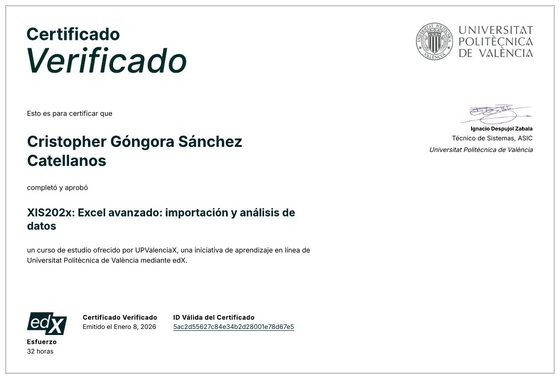 Certificado
Verificado
UNIVERSITAT
POLITÈCNICA
DE VALÈNCIA
Esto es para certificar que
Cristopher Góngora Sánchez
Catellanos
Ignacio Despujol Zabala
Técnico de Sistemas, ASIC
Universitat Politècnica de València
completó y aprobó
XIS202x: Excel avanzado: importación y análisis de
datos
un curso de estudio ofrecido por UPValenciaX, una iniciativa de aprendizaje en línea de
Universitat Politècnica de València mediante edX.
edX
Certificado Verificado
Emitido el Enero 8, 2026
ID Válida del Certificado
5ac2d55627c84e34b2d28001e78d67e5
Esfuerzo
32 horas